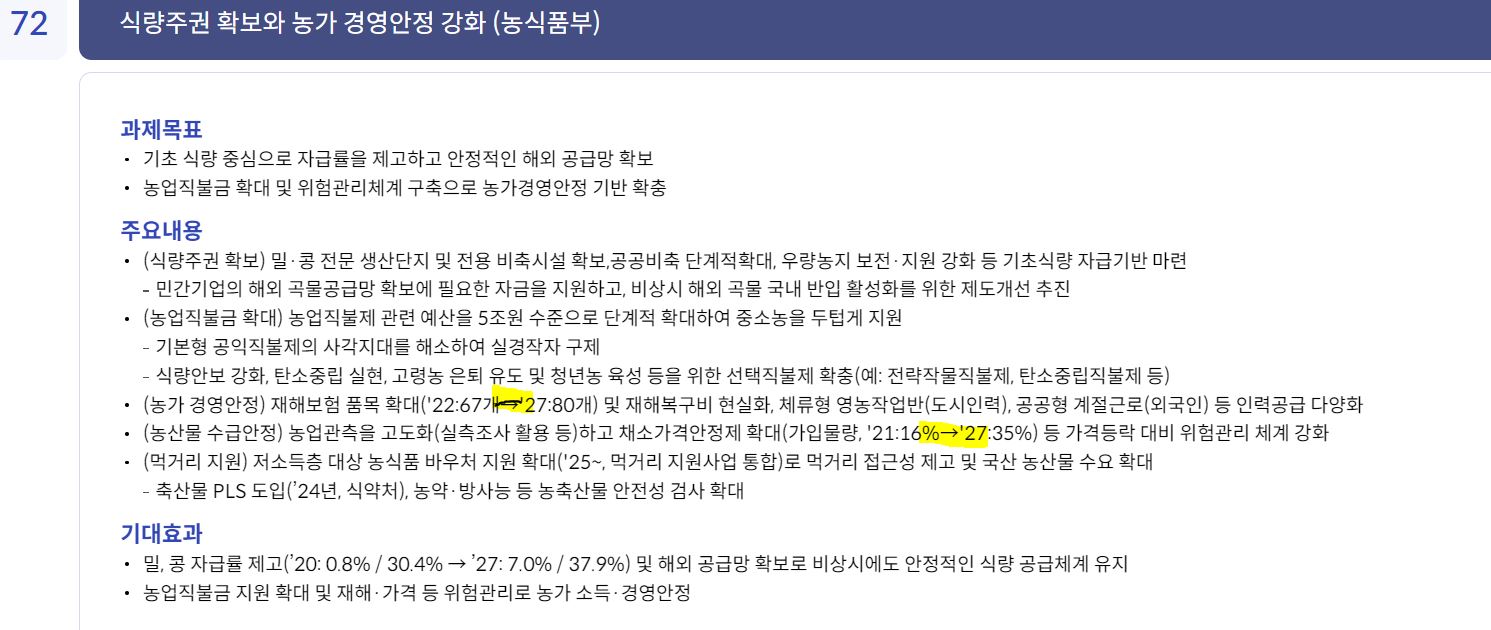 72
식량주권 확보와 농가 경영안정 강화 (농식품부)
과제목표
• 기초 식량 중심으로 자급률을 제고하고 안정적인 해외 공급망 확보
• 농업직불금 확대 및 위험관리체계 구축으로 농가경영안정 기반 확충
주요내용
• (식량주권 확보) 밀·콩 전문 생산단지 및 전용 비축시설 확보,공공비축 단계적확대, 우량농지 보전·지원 강화 등 기초식량 자급기반 마련
- 민간기업의 해외 곡물공급망 확보에 필요한 자금을 지원하고, 비상시 해외 곡물 국내 반입 활성화를 위한 제도개선 추진
• (농업직불금 확대) 농업직불제 관련 예산을 5조원 수준으로 단계적 확대하여 중소농을 두텁게 지원
- 기본형 공익직불제의 사각지대를 해소하여 실경작자 구제
- 식량안보 강화, 탄소중립 실현, 고령농 은퇴 유도 및 청년농 육성 등을 위한 선택직불제 확충(예: 전략작물직불제, 탄소중립직불제 등)
• (농가 경영안정) 재해보험 품목 확대('22:67개→'27:80개) 및 재해복구비 현실화, 체류형 영농작업반(도시인력), 공공형 계절근로(외국인) 등 인력공급 다양화
• (농산물 수급안정) 농업관측을 고도화(실측조사 활용 등)하고 채소가격안정제 확대(가입물량, '21:16%→'27:35%) 등 가격등락 대비 위험관리 체계 강화
• (먹거리 지원) 저소득층 대상 농식품 바우처 지원 확대('25~, 먹거리 지원사업 통합)로 먹거리 접근성 제고 및 국산 농산물 수요 확대
- 축산물 PLS 도입('24년, 식약처), 농약·방사능 등 농축산물 안전성 검사 확대
기대효과
• 밀, 콩 자급률 제고('20: 0.8% / 30.4% → '27: 7.0% / 37.9%) 및 해외 공급망 확보로 비상시에도 안정적인 식량 공급체계 유지
• 농업직불금 지원 확대 및 재해·가격 등 위험관리로 농가 소득·경영안정